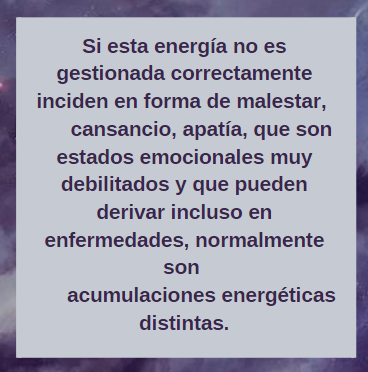 Si esta energía no es
gestionada correctamente
inciden en forma de malestar,
cansancio, apatía, que son
estados emocionales muy
debilitados y que pueden
derivar incluso en
enfermedades, normalmente
son
acumulaciones energéticas
distintas.